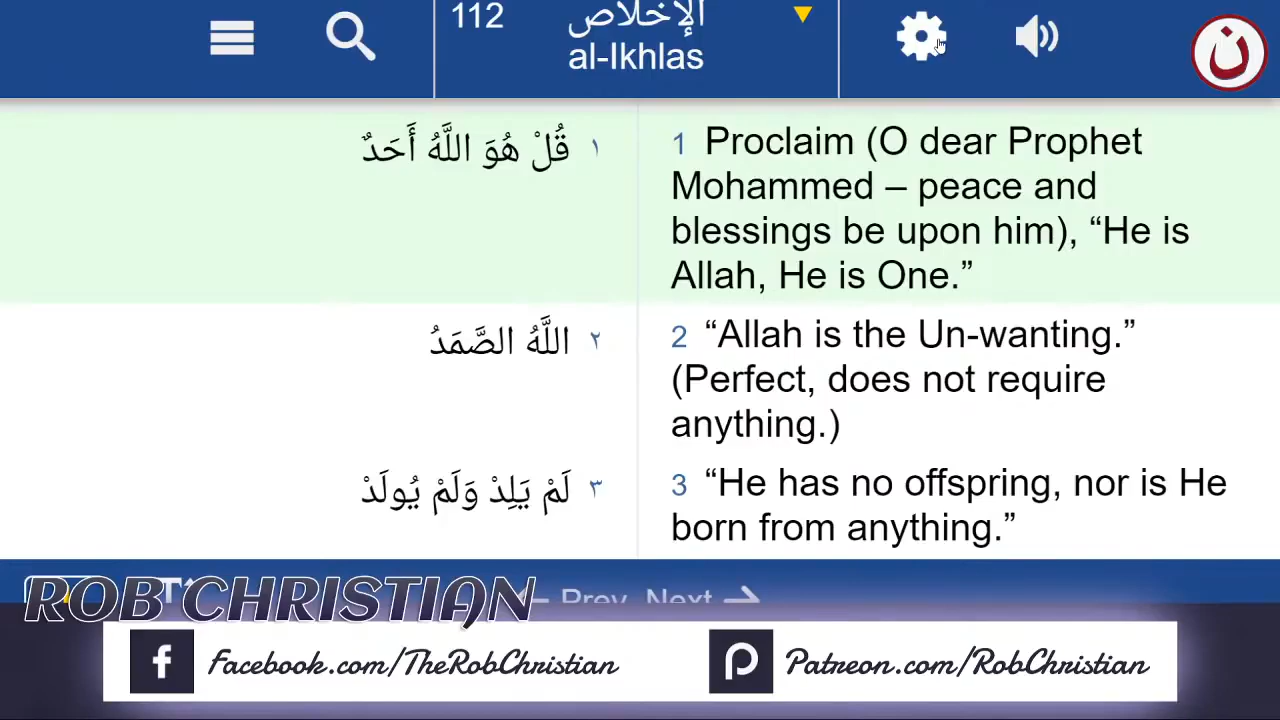 112
الإخلاص
al-Ikhlas
ن
١ قُلْ هُوَ اللَّهُ أَحَدٌ
1 Proclaim (O dear Prophet
Mohammed – peace and
blessings be upon him), “He is
Allah, He is One.”
٢ اللَّهُ الصَّمَدُ
2 “Allah is the Un-wanting.”
(Perfect, does not require
anything.)
٣ لَمْ يَلِدْ وَلَمْ يُولَدْ
3 “He has no offspring, nor is He
born from anything.”
Prev Next
ROB CHRISTIAN
Facebook.com/TheRobChristian
Patreon.com/RobChristian